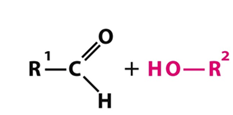 O
R¹—C + HO—R²
H